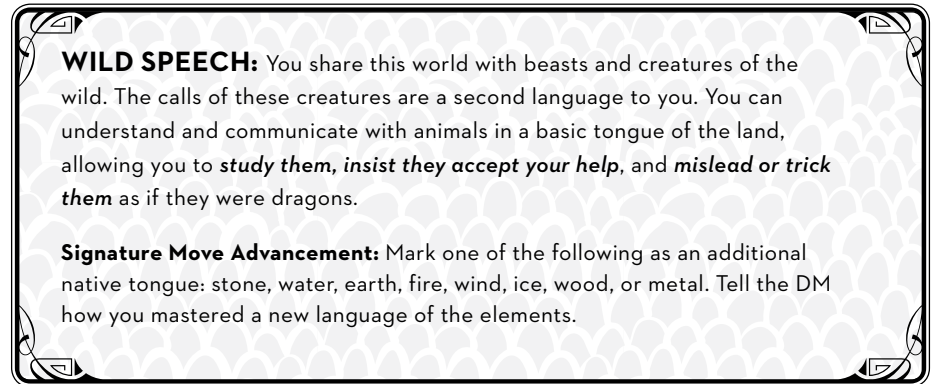 WILD SPEECH: You share this world with beasts and creatures of the
wild. The calls of these creatures are a second language to you. You can
understand and communicate with animals in a basic tongue of the land,
allowing you to study them, insist they accept your help, and mislead or trick
them as if they were dragons.
Signature Move Advancement: Mark one of the following as an additional
native tongue: stone, water, earth, fire, wind, ice, wood, or metal. Tell the DM
how you mastered a new language of the elements.